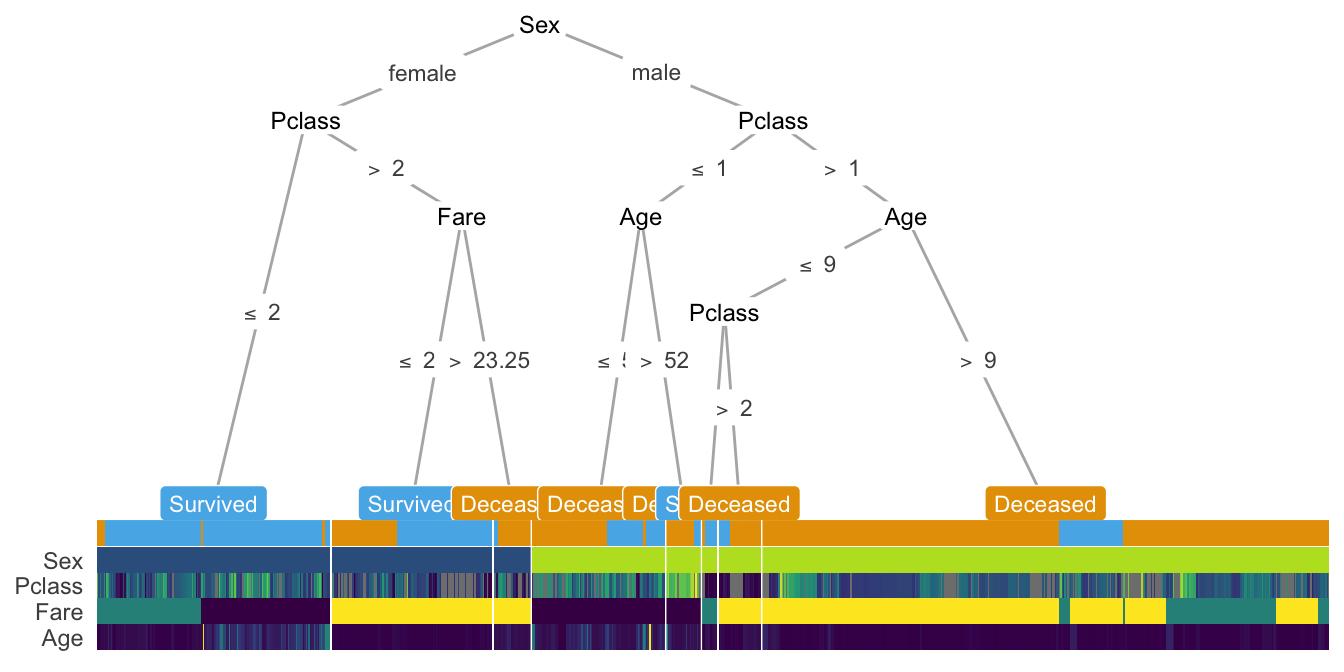 Sex
female male
Pclass Pclass
> 2 ≤ 1 > 1
Fare Age Age
≤ 9
≤ 2 Pclass
≤ 2 > 23.25 ≤ > 52 > 9
> 2
Survived Survived Deceas Deceas De S Deceased Deceased
Sex
Pclass
Fare
Age